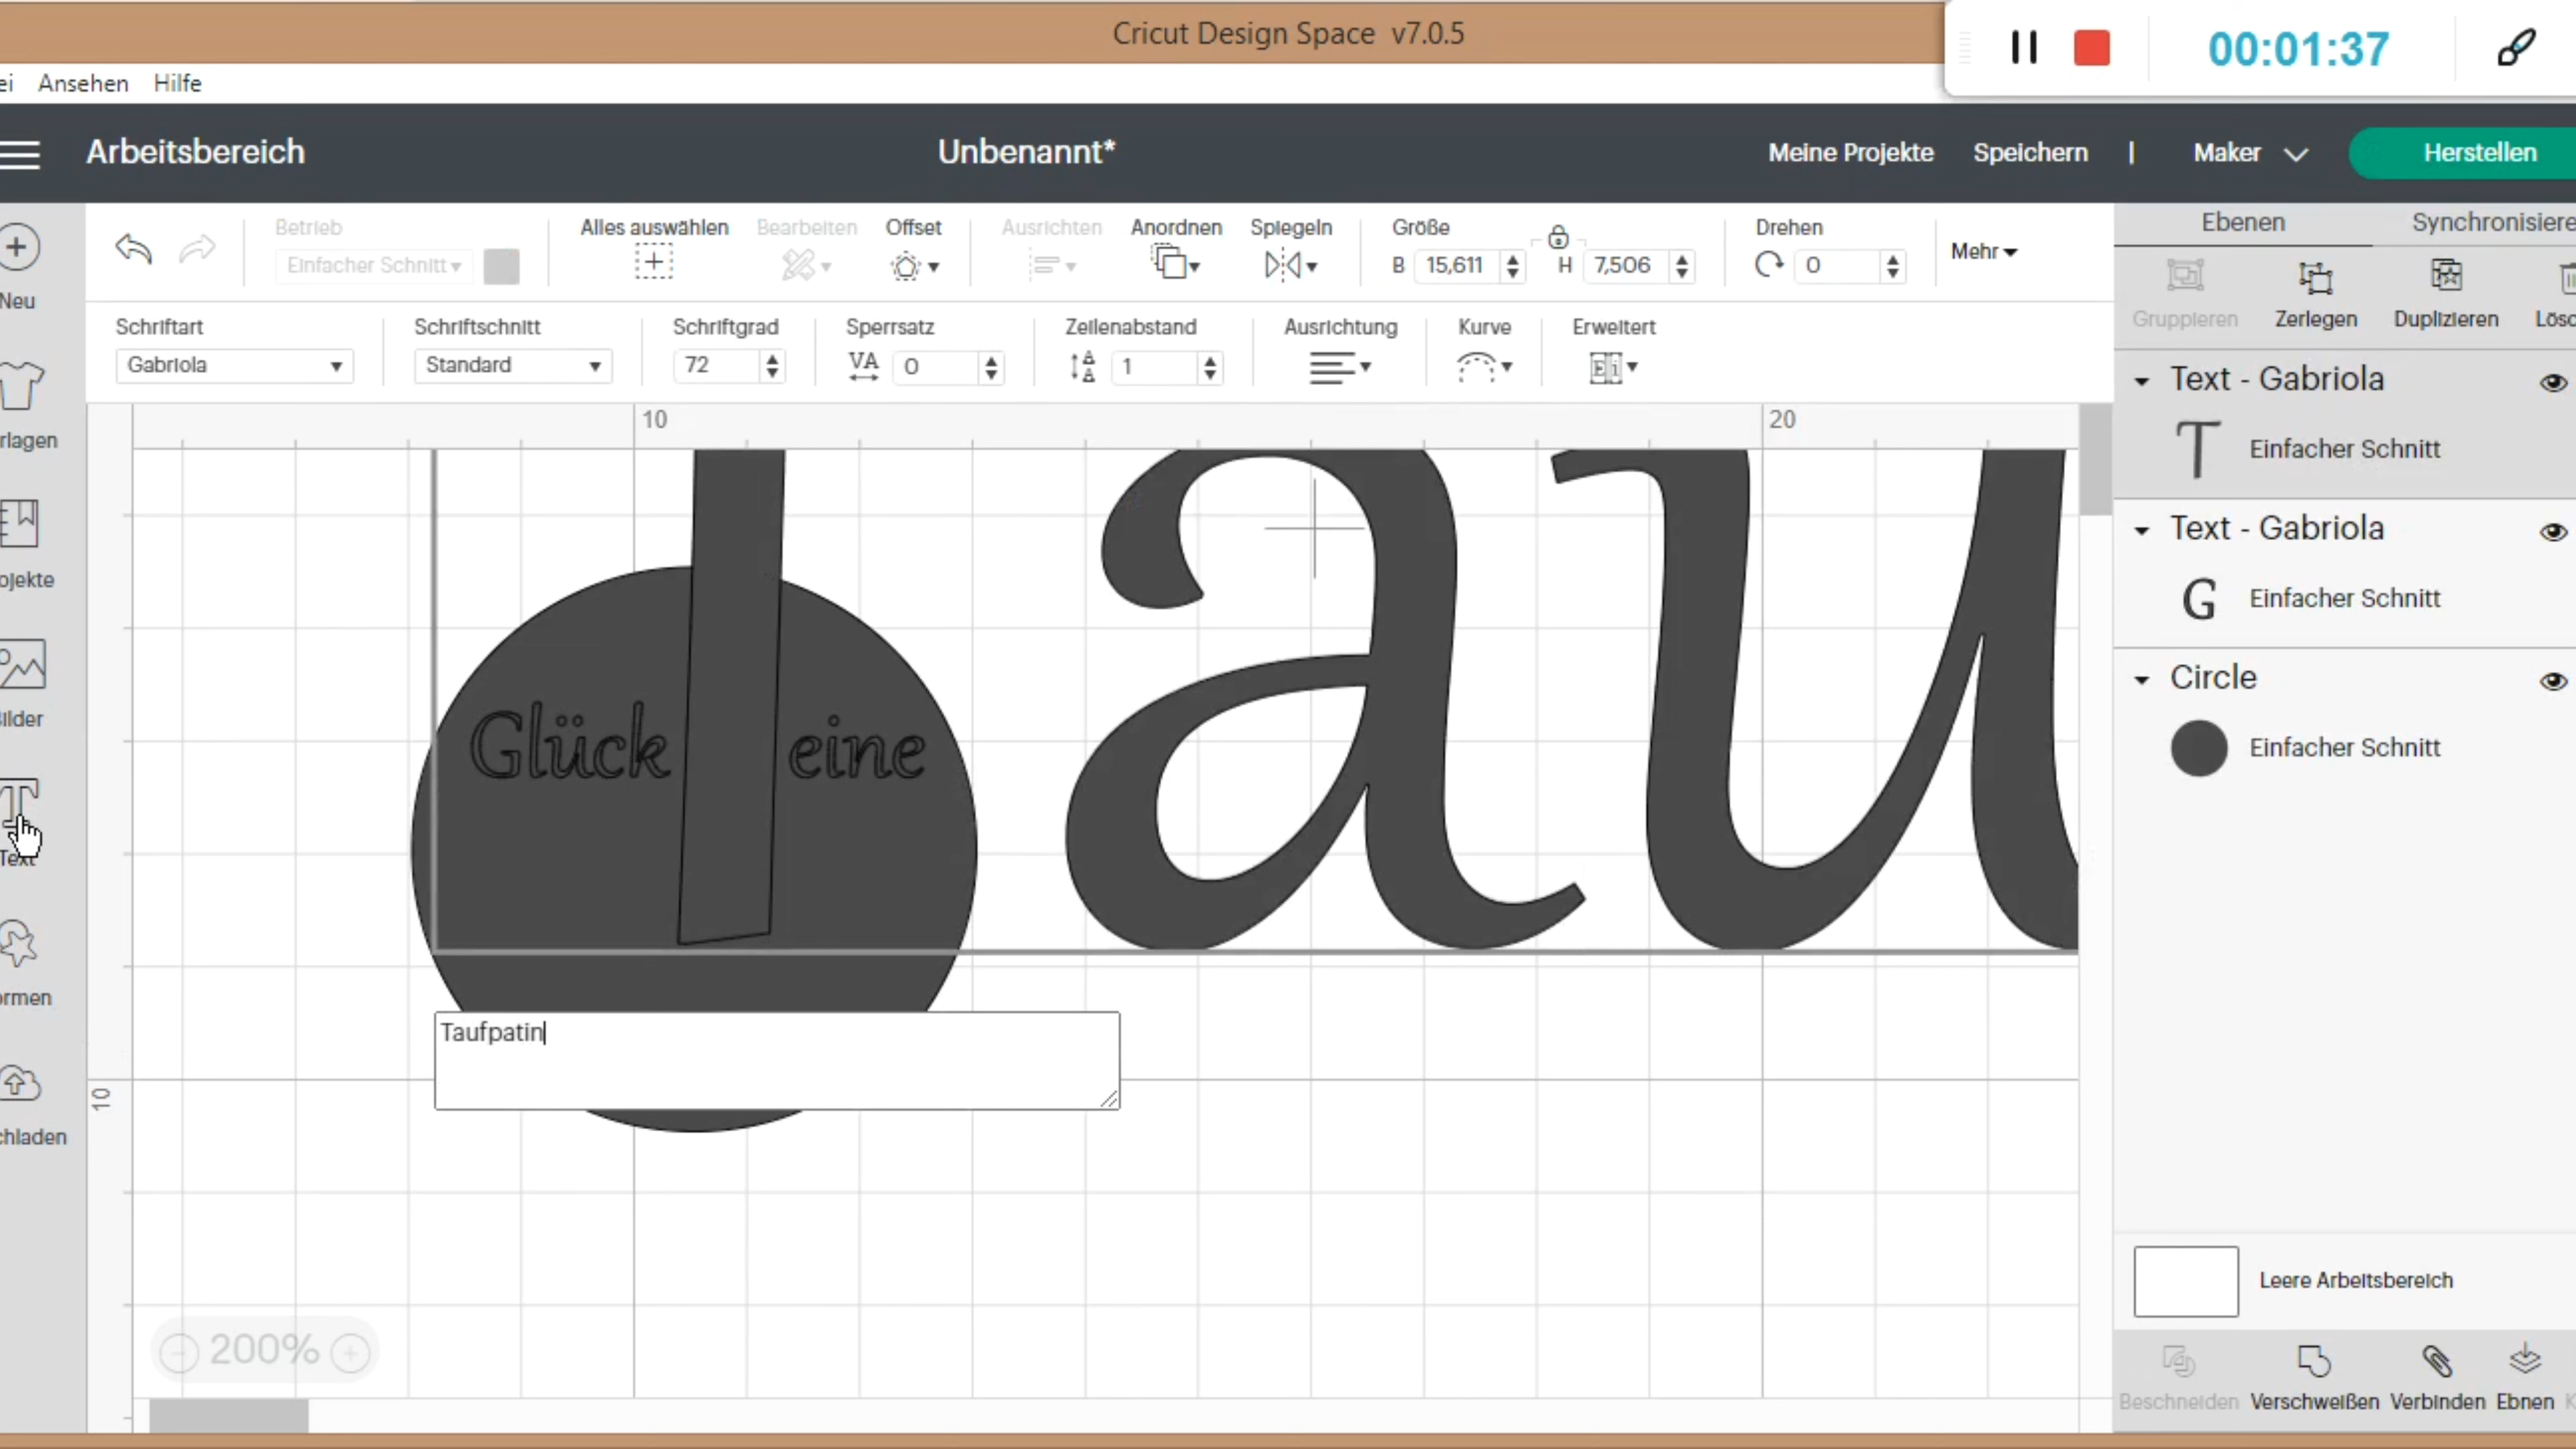 Cricut Design Space v7.0.5
00:01:37
ei Ansehen Hilfe
Arbeitsbereich
Unbenannt*
Meine Projekte Speichern | Maker
Herstellen
Betrieb
Einfacher Schnitt
Alles auswählen
Bearbeiten
Offset
Ausrichten
Anordnen
Spiegeln
Größe
B 15,611
H 7,506
Drehen
0
Mehr
Ebenen
Synchronisiere
Gruppieren
Zerlegen
Duplizieren
Lösc
Schriftart
Gabriola
Schriftschnitt
Standard
Schriftgrad
72
Sperrsatz
VA 0
Zeilenabstand
1
Ausrichtung
Kurve
Erweitert
Neu
rlagen
ojekte
ilder
Text
ormen
chladen
10
20
10
au
Glück
eine
Taufpatin
200%
Text - Gabriola
T Einfacher Schnitt
Text - Gabriola
G Einfacher Schnitt
Circle
Einfacher Schnitt
Leere Arbeitsbereich
Beschneiden Verschweißen Verbinden Ebnen K